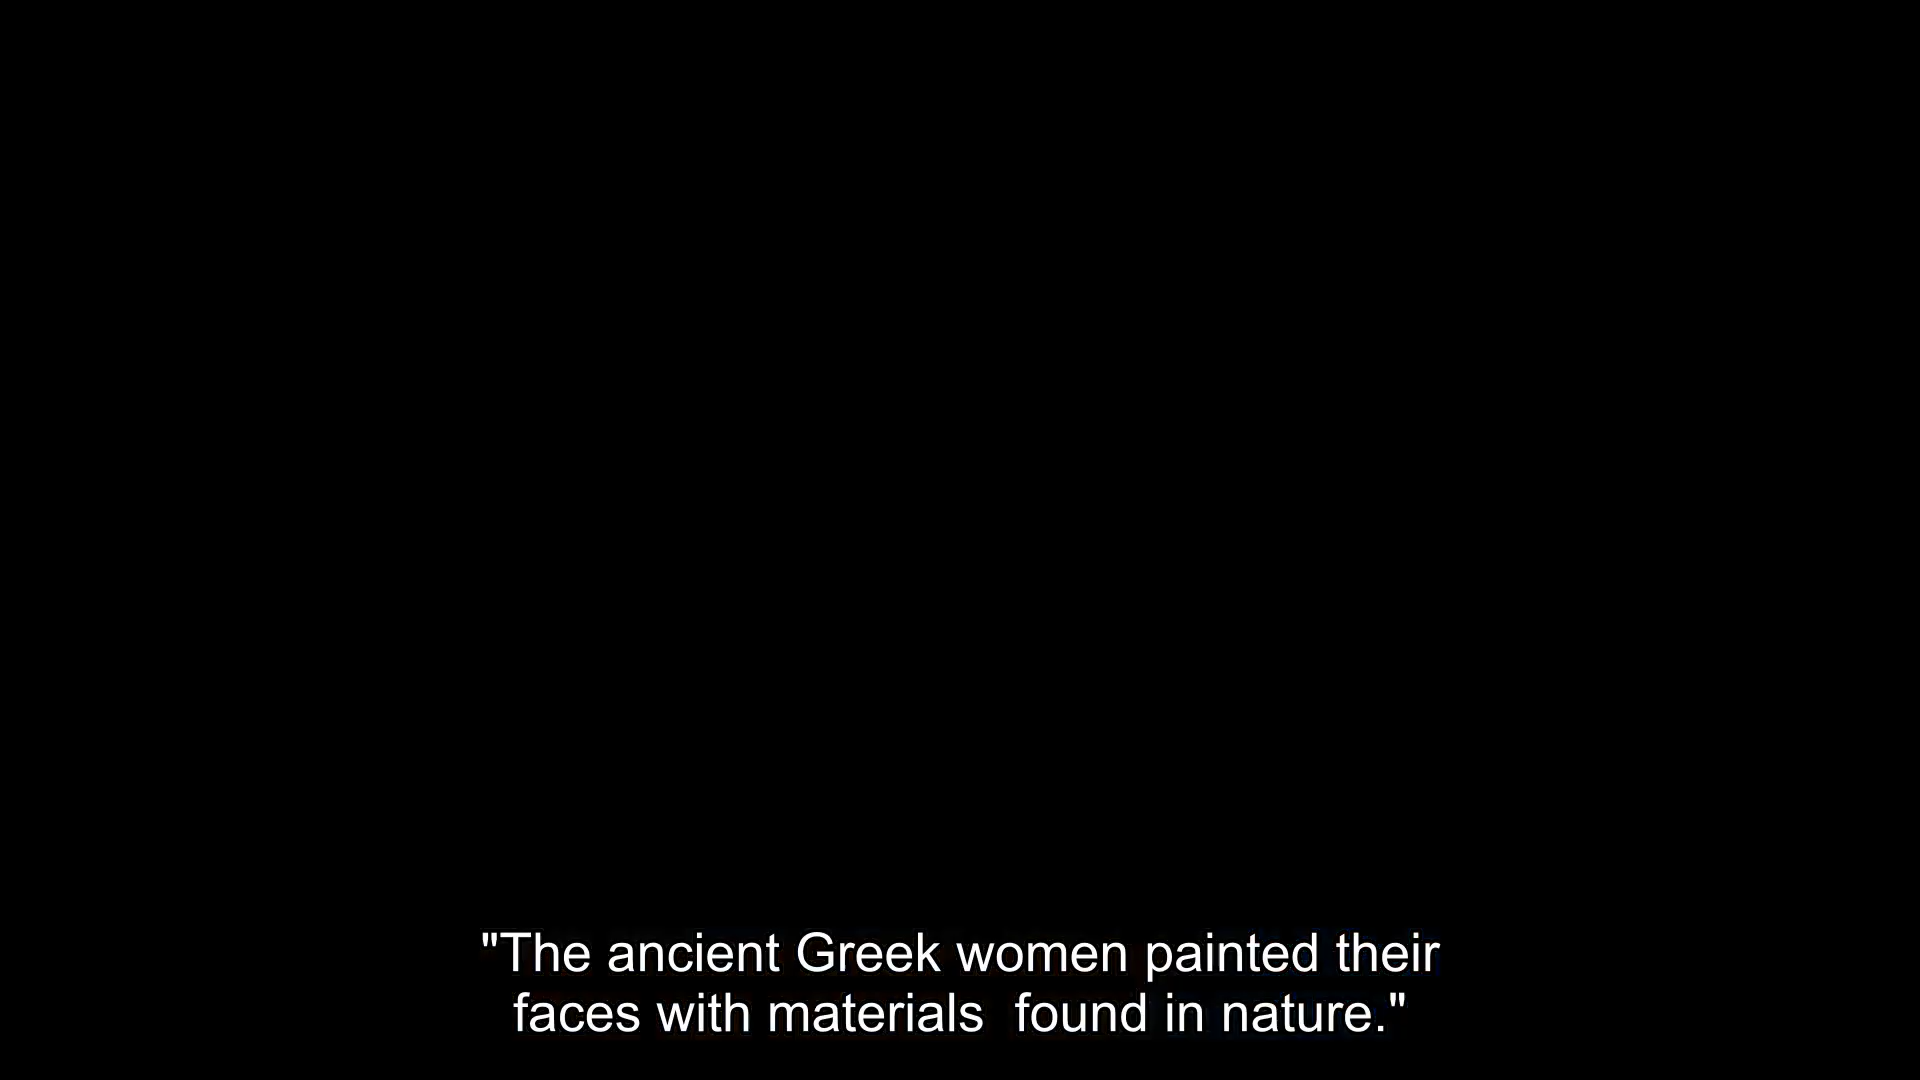 "The ancient Greek women painted their
faces with materials  found in nature."